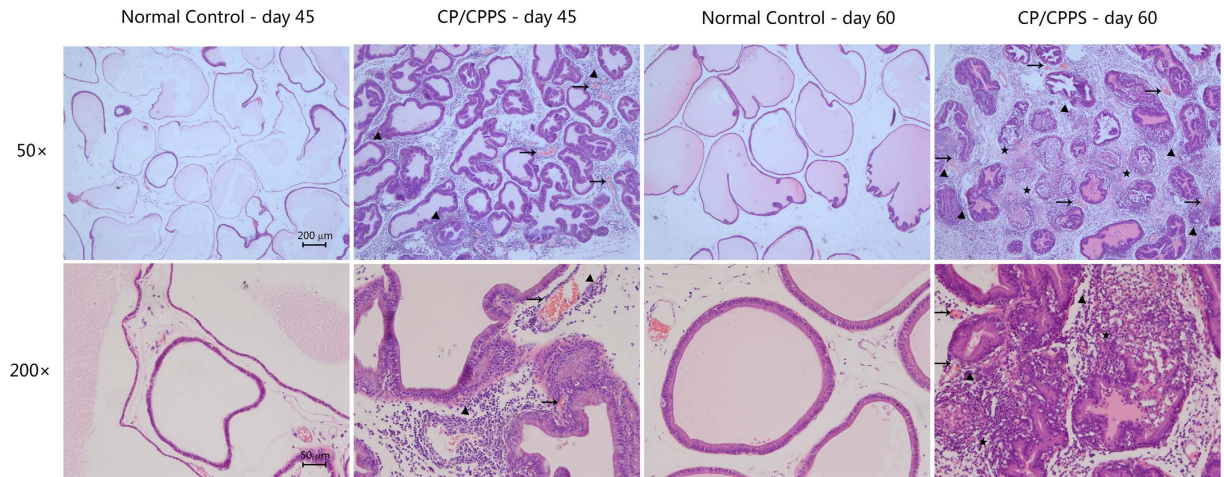 Normal Control - day 45
CP/CPPS - day 45
Normal Control - day 60
CP/CPPS - day 60
50×
200 μm
200×
50 μm